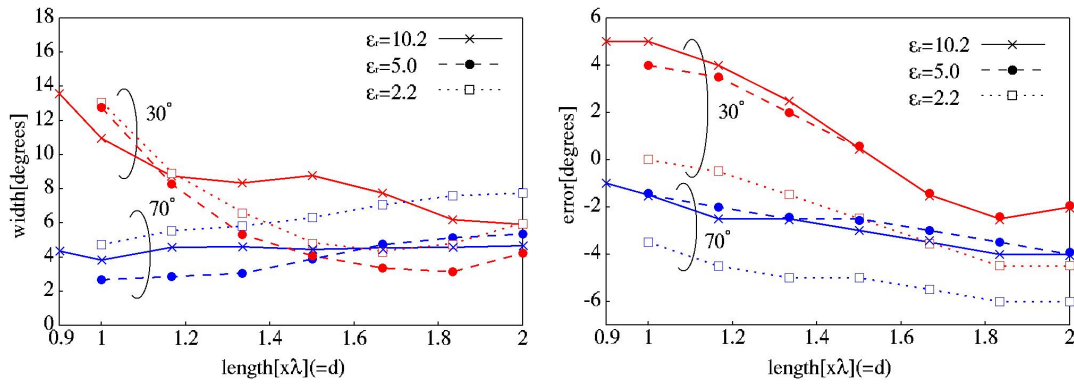 18
16
14
12
10
8
6
4
2
0
width[degrees]
εr=10.2
εr=5.0
εr=2.2
30°
70°
0.9 1 1.2 1.4 1.6 1.8 2
length[xλ](=d)
6
4
2
0
-2
-4
-6
error[degrees]
εr=10.2
εr=5.0
εr=2.2
30°
70°
0.9 1 1.2 1.4 1.6 1.8 2
length[xλ](=d)